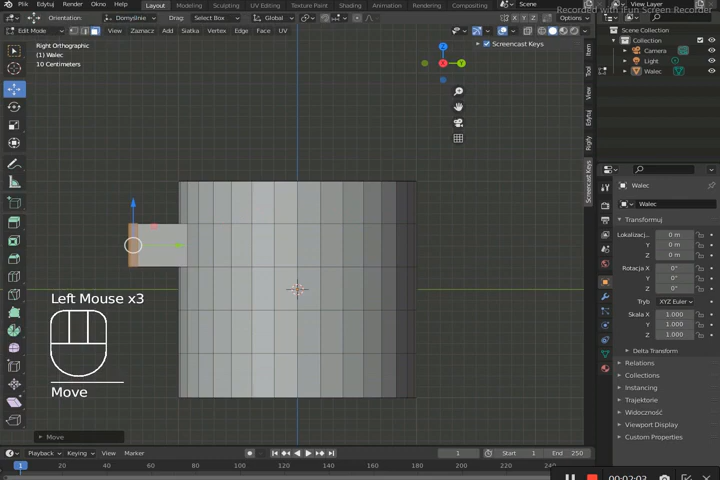 Plik Edytuj Render Layout Modeling Sculpting UV Editing Texture Paint Shading Animation Rendering Scene View Layer
Recorded with iFun Screen Recorder
Orientation: Domyślnie Drag: Select Box Global Options
Edit Mode View Zaznacz Add Siatka Vertex Edge Face UV
X Y Z
Right Orthographic
(1) Walec
10 Centimeters
Screencast Keys
Z
Y
Item
Tool
View
Edytuj
Rigify
Screencast Keys
Scene Collection
Collection
Camera
Light
Walec
Walec
Walec
Transformuj
Lokalizacj... 0 m
Y 0 m
Z 0 m
Rotacja X 0°
Y 0°
Z 0°
Tryb XYZ Euler
Skala X 1.000
Y 1.000
Z 1.000
Delta Transform
Relations
Collections
Instancing
Trajektorie
Widoczność
Viewport Display
Custom Properties
Left Mouse x3
Move
Move
Playback Keying View Marker 1 Start 1 End 250
1 20 40 60 80 100 120 140 160 180 200 220 240
00:02:02